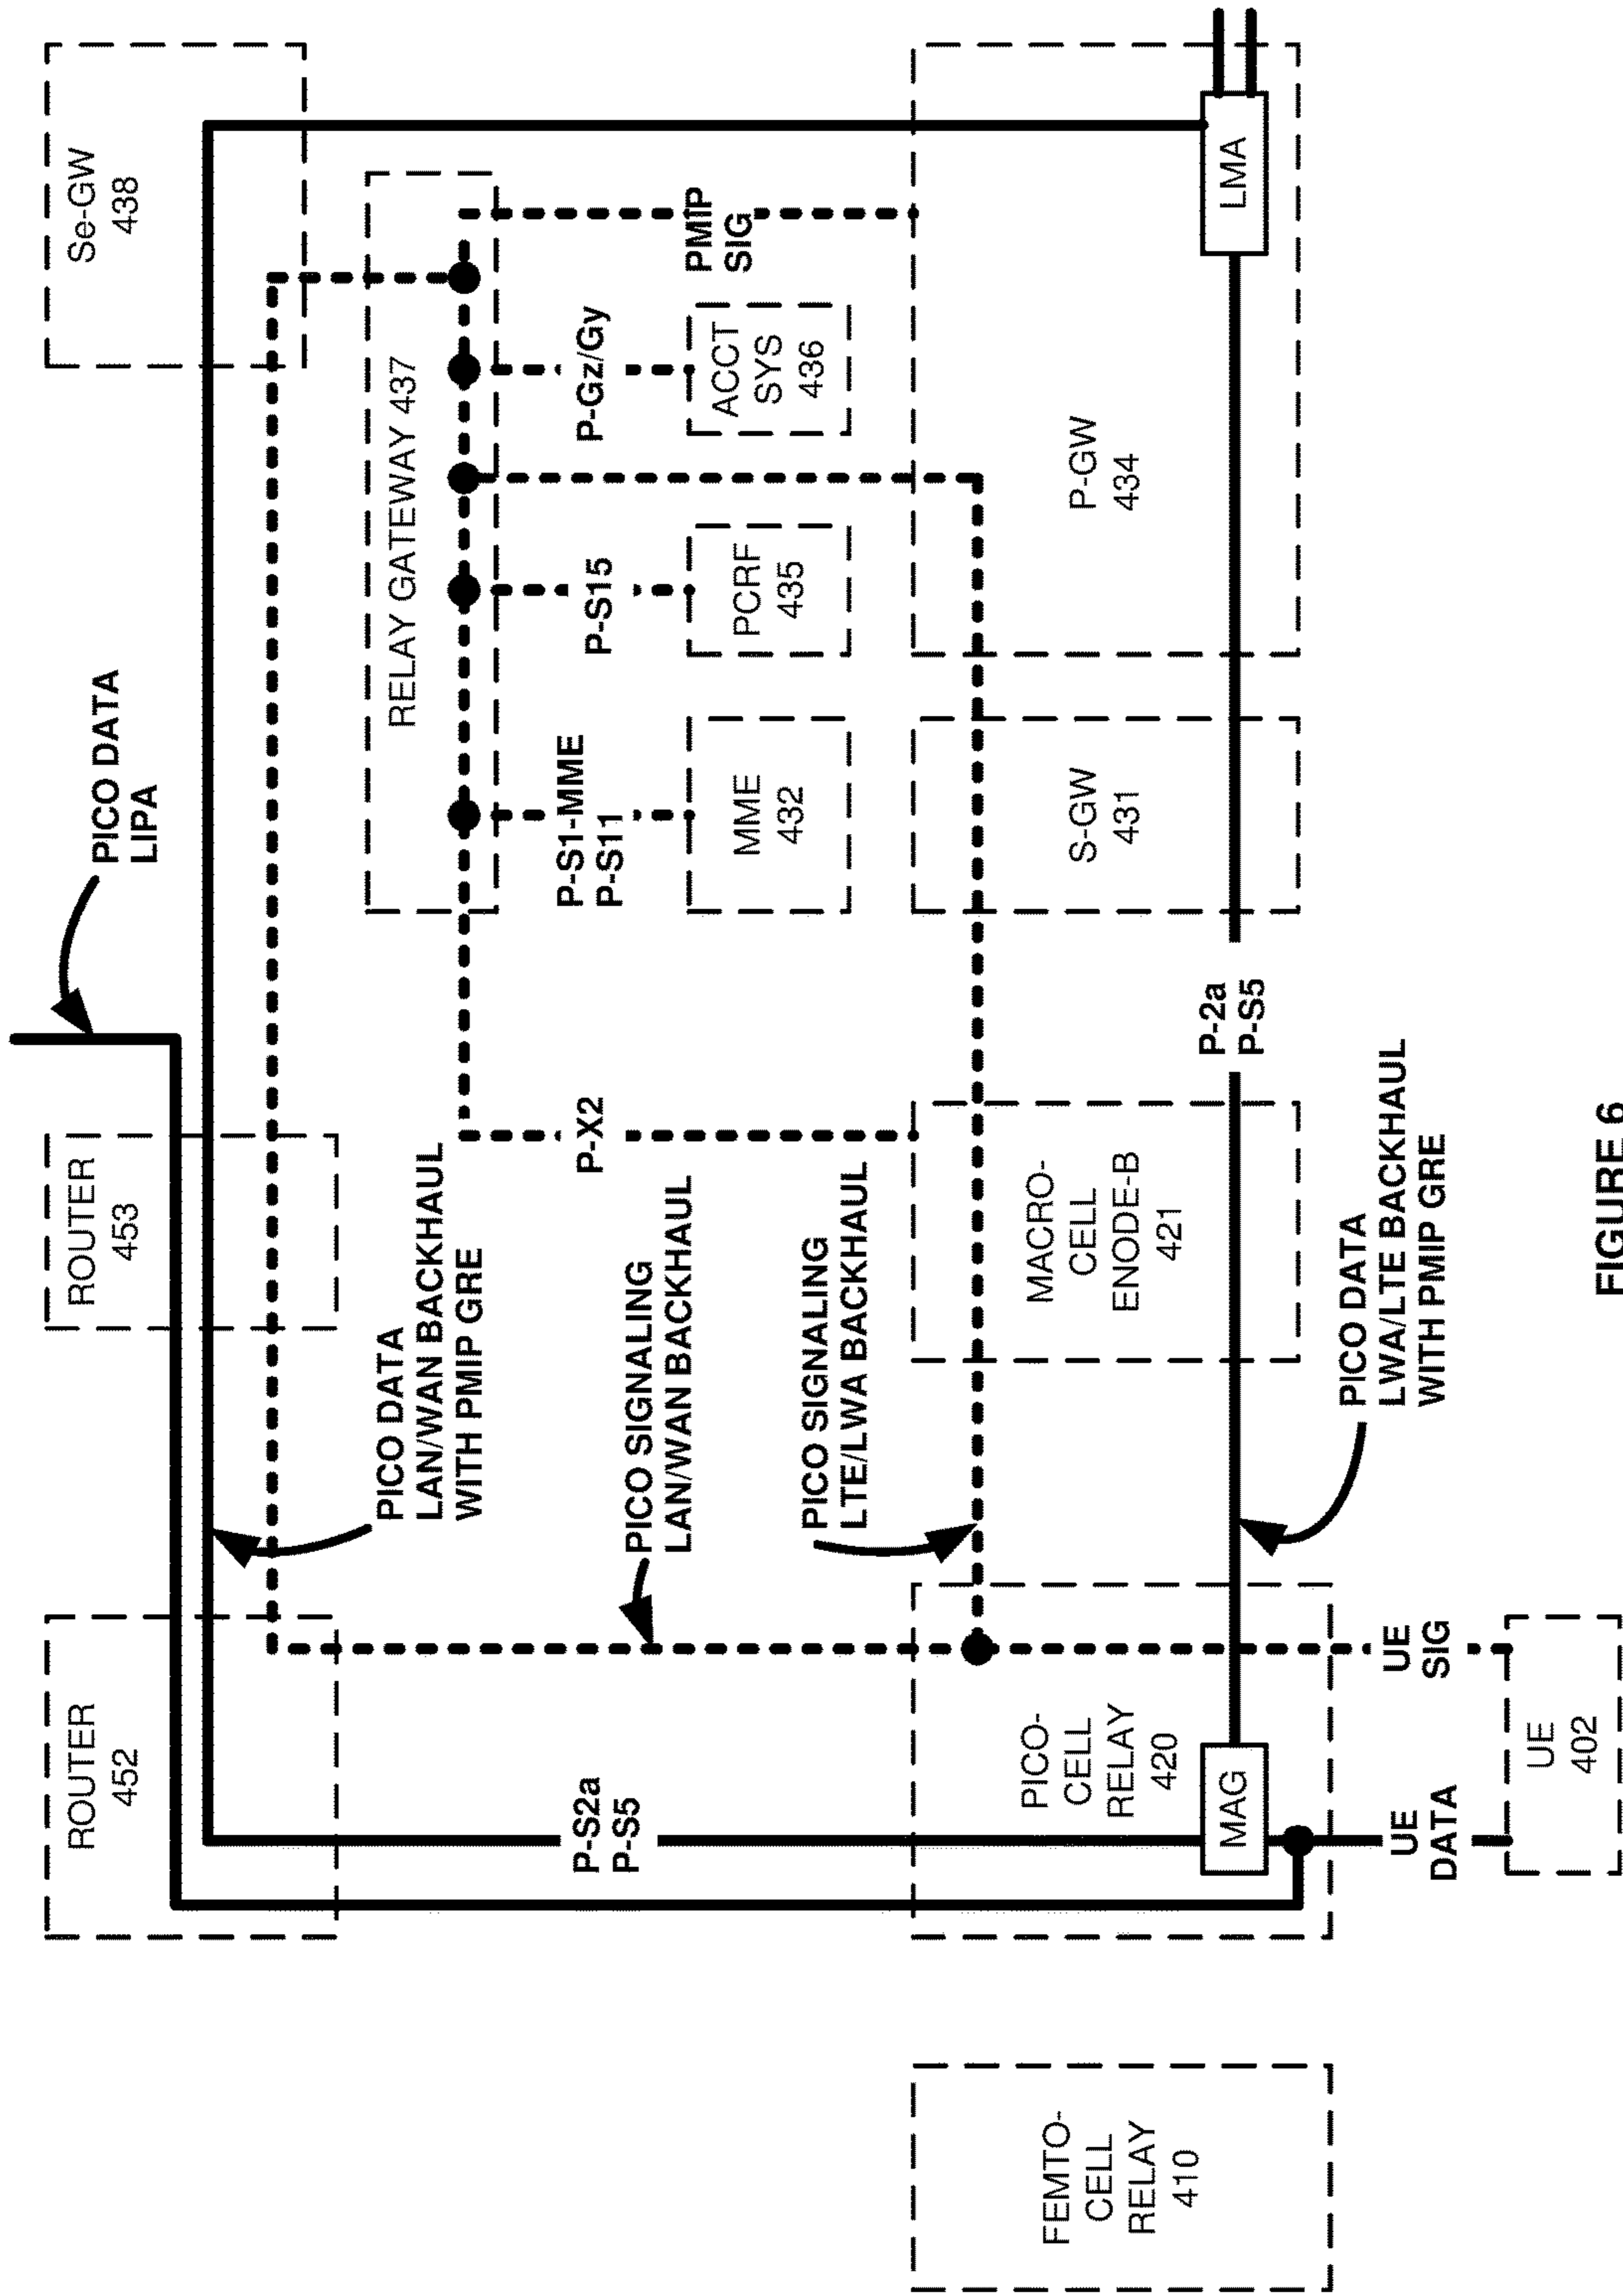 ROUTER
452
ROUTER
453
Se-GW
438
PICO DATA
LIPA
PICO DATA
LAN/WAN BACKHAUL
WITH PMIP GRE
RELAY GATEWAY 437
P-S2a
P-S5
PICO SIGNALING
LAN/WAN BACKHAUL
P-X2
P-S1-MME
P-S11
P-S15
P-Gz/Gy
PMIP
SIG
MME
432
PCRF
435
ACCT
SYS
436
PICO SIGNALING
LTE/LWA BACKHAUL
FEMTO-
CELL
RELAY
410
PICO-
CELL
RELAY
420
MACRO-
CELL
ENODE-B
421
S-GW
431
P-GW
434
MAG
P-2a
P-S5
LMA
UE
DATA
UE
SIG
PICO DATA
LWA/LTE BACKHAUL
WITH PMIP GRE
UE
402
FIGURE 6